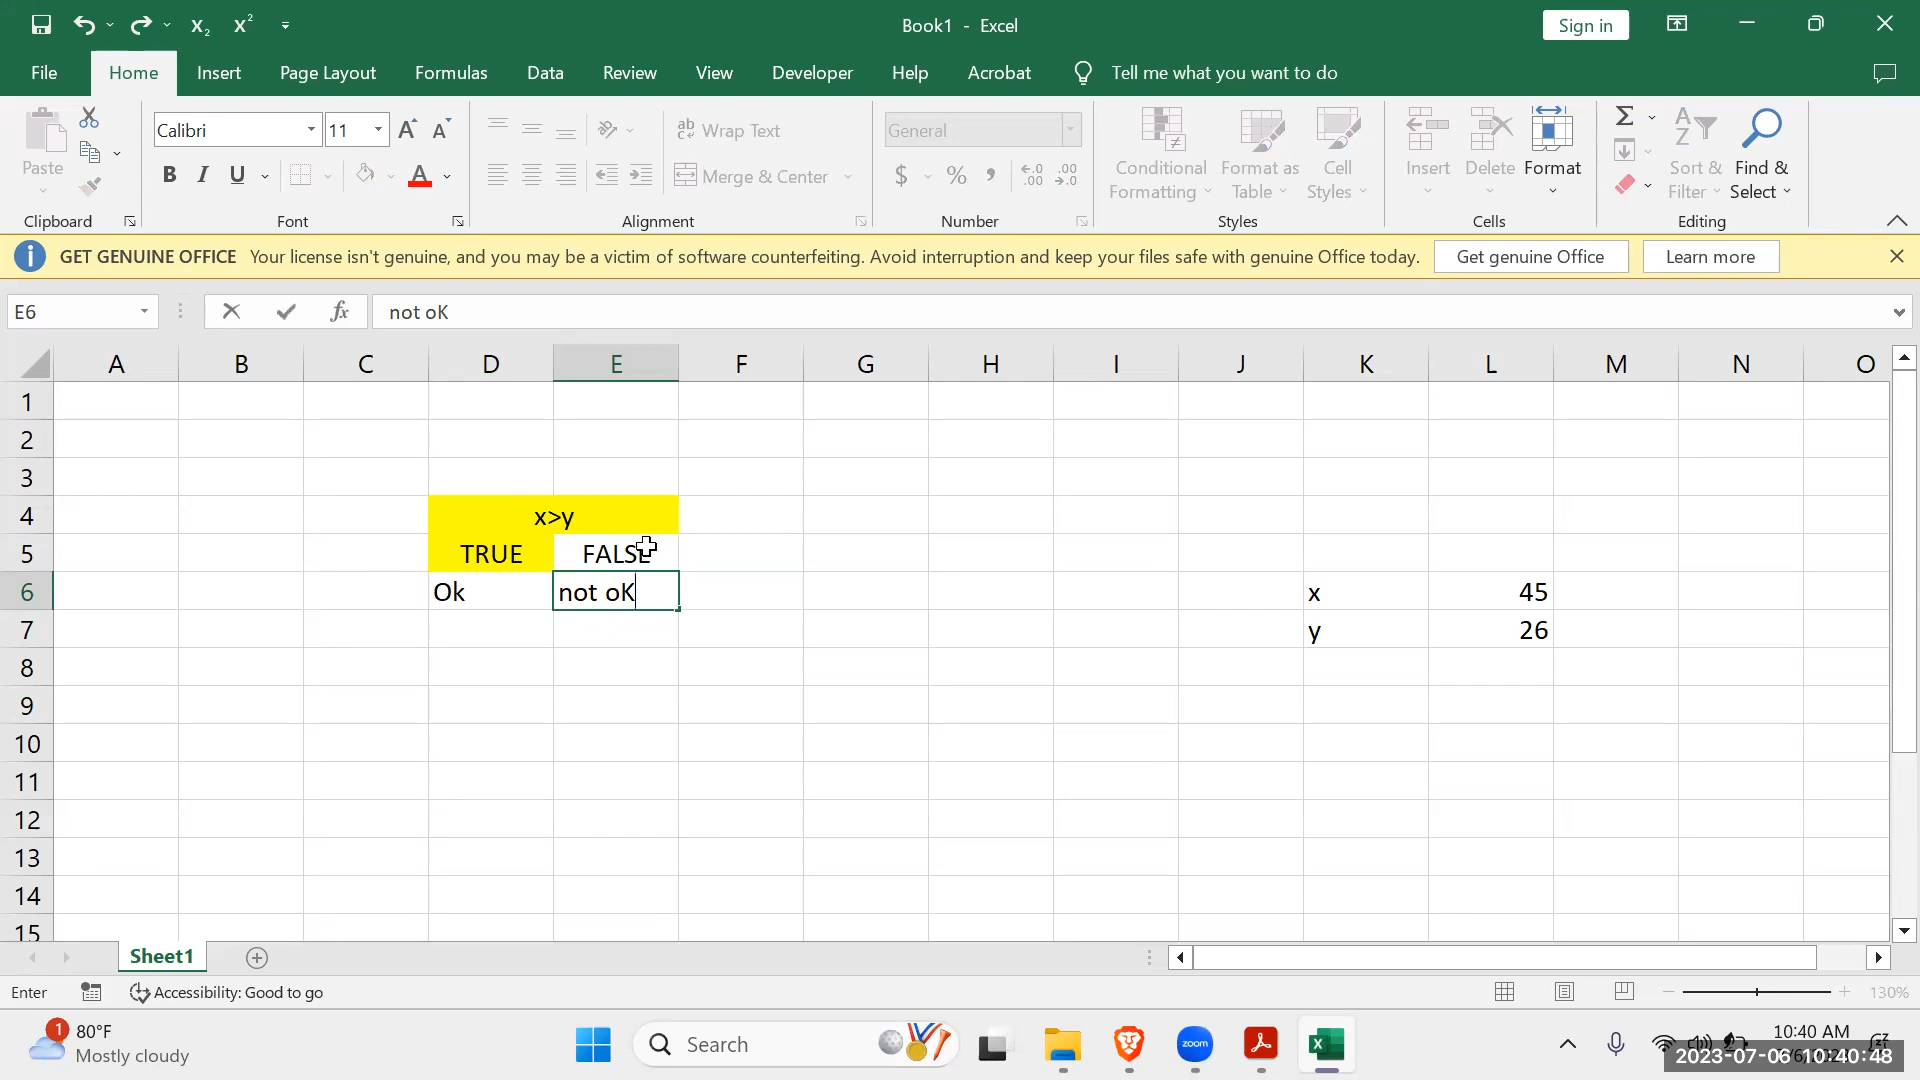 Book1 - Excel
Sign in
File Home Insert Page Layout Formulas Data Review View Developer Help Acrobat Tell me what you want to do
Paste
Clipboard
Calibri 11
B I U A
Font
Wrap Text
Merge & Center
Alignment
General
$ %
Number
Conditional Formatting
Format as Table
Cell Styles
Styles
Insert
Delete
Format
Cells
Sort & Filter
Find & Select
Editing
GET GENUINE OFFICE Your license isn't genuine, and you may be a victim of software counterfeiting. Avoid interruption and keep your files safe with genuine Office today. Get genuine Office Learn more
E6 fx not oK
A B C D E F G H I J K L M N O
1
2
3
4 x>y
5 TRUE FALSE
6 Ok not oK x 45
7 y 26
8
9
10
11
12
13
14
15
Sheet1
Enter Accessibility: Good to go 130%
1 80°F
Mostly cloudy
Search
zoom
10:40 AM
2023-07-06 10:40:48